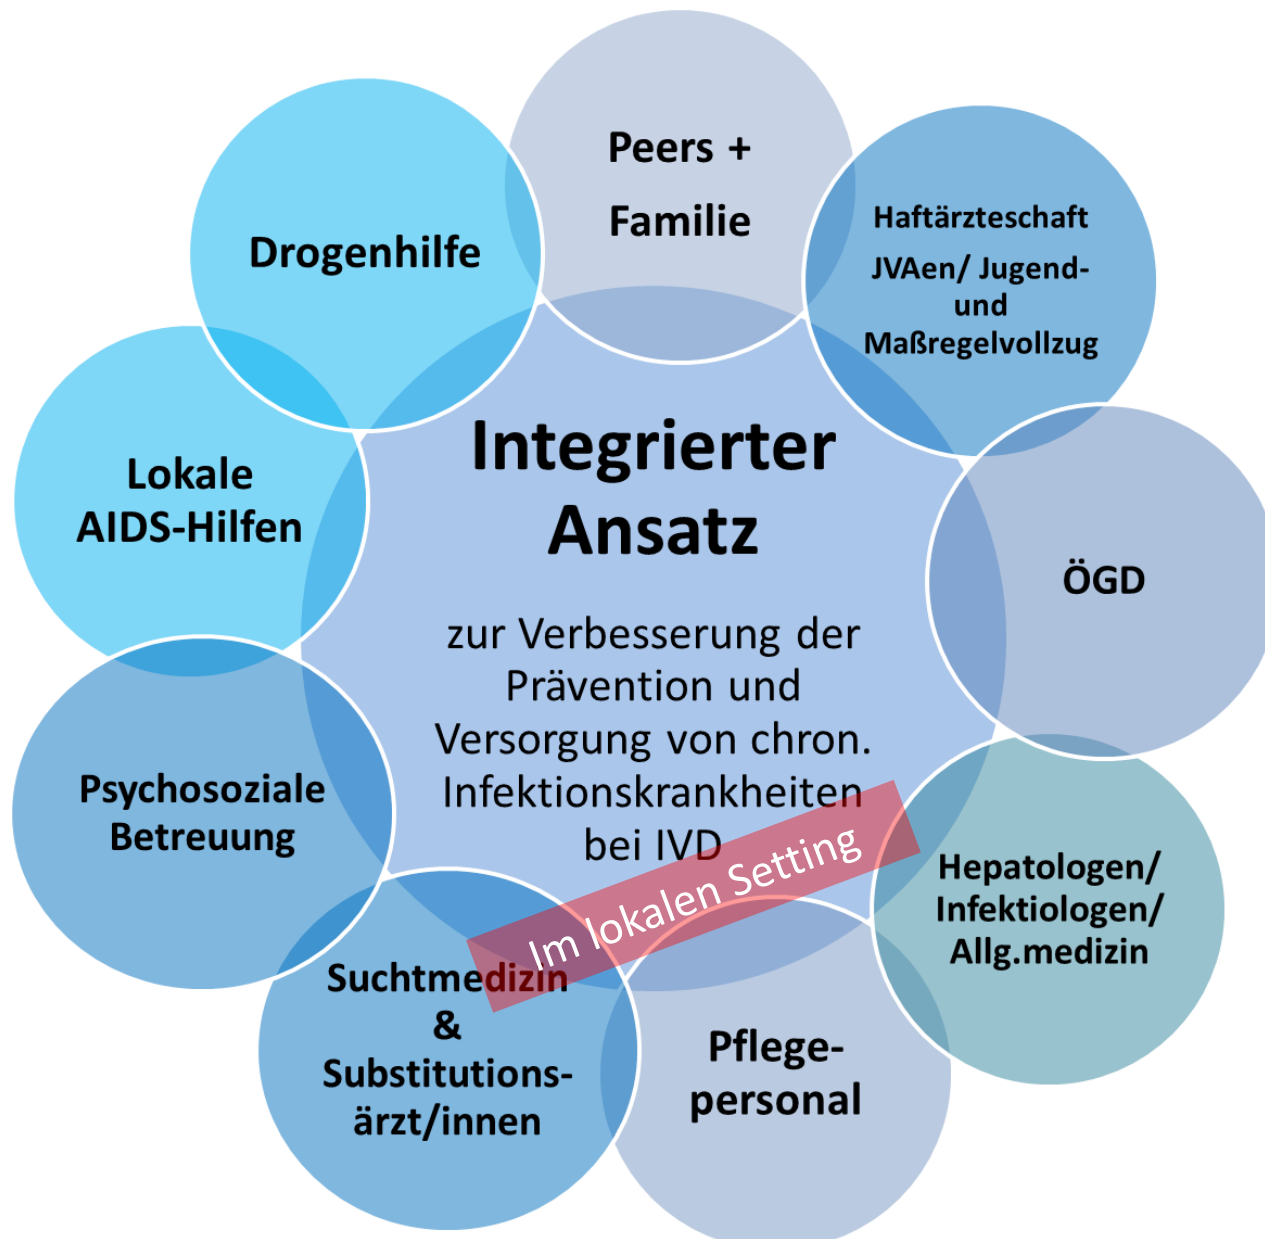 Peers +
Familie
Haftärzteschaft
JVAen/ Jugend-
und
Maßregelvollzug
ÖGD
Hepatologen/
Infektiologen/
Allg.medizin
Pflege-
personal
Suchtmedizin
&
Substitutions-
ärzt/innen
Psychosoziale
Betreuung
Lokale
AIDS-Hilfen
Drogenhilfe
Integrierter
Ansatz
zur Verbesserung der
Prävention und
Versorgung von chron.
Infektionskrankheiten
bei IVD
Im lokalen Setting